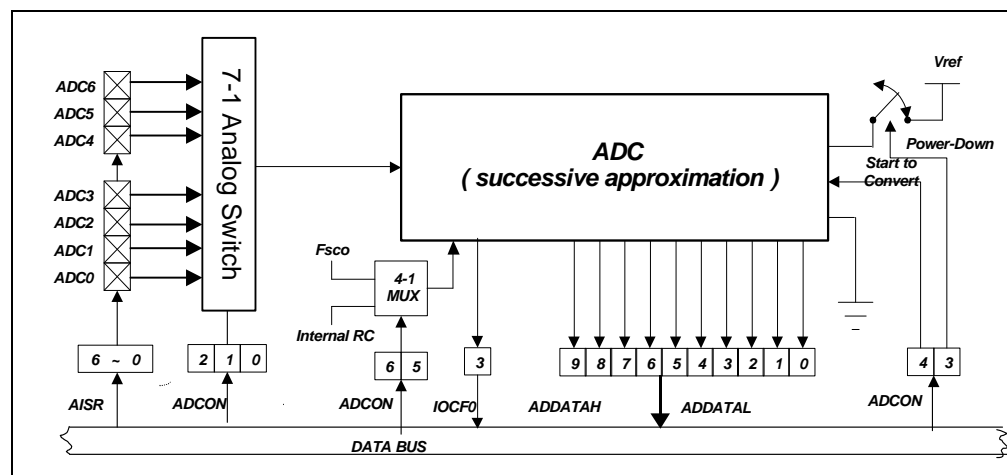 ADC6
ADC5
ADC4
ADC3
ADC2
ADC1
ADC0
7-1 Analog Switch
ADC
( successive approximation )
Vref
Power-Down
Start to
Convert
Fsco
4-1
MUX
Internal RC
6 ~ 0
2 1 0
6 5
3
9 8 7 6 5 4 3 2 1 0
4 3
AISR
ADCON
ADCON
IOCF0
ADDATAH
ADDATAL
ADCON
DATA BUS